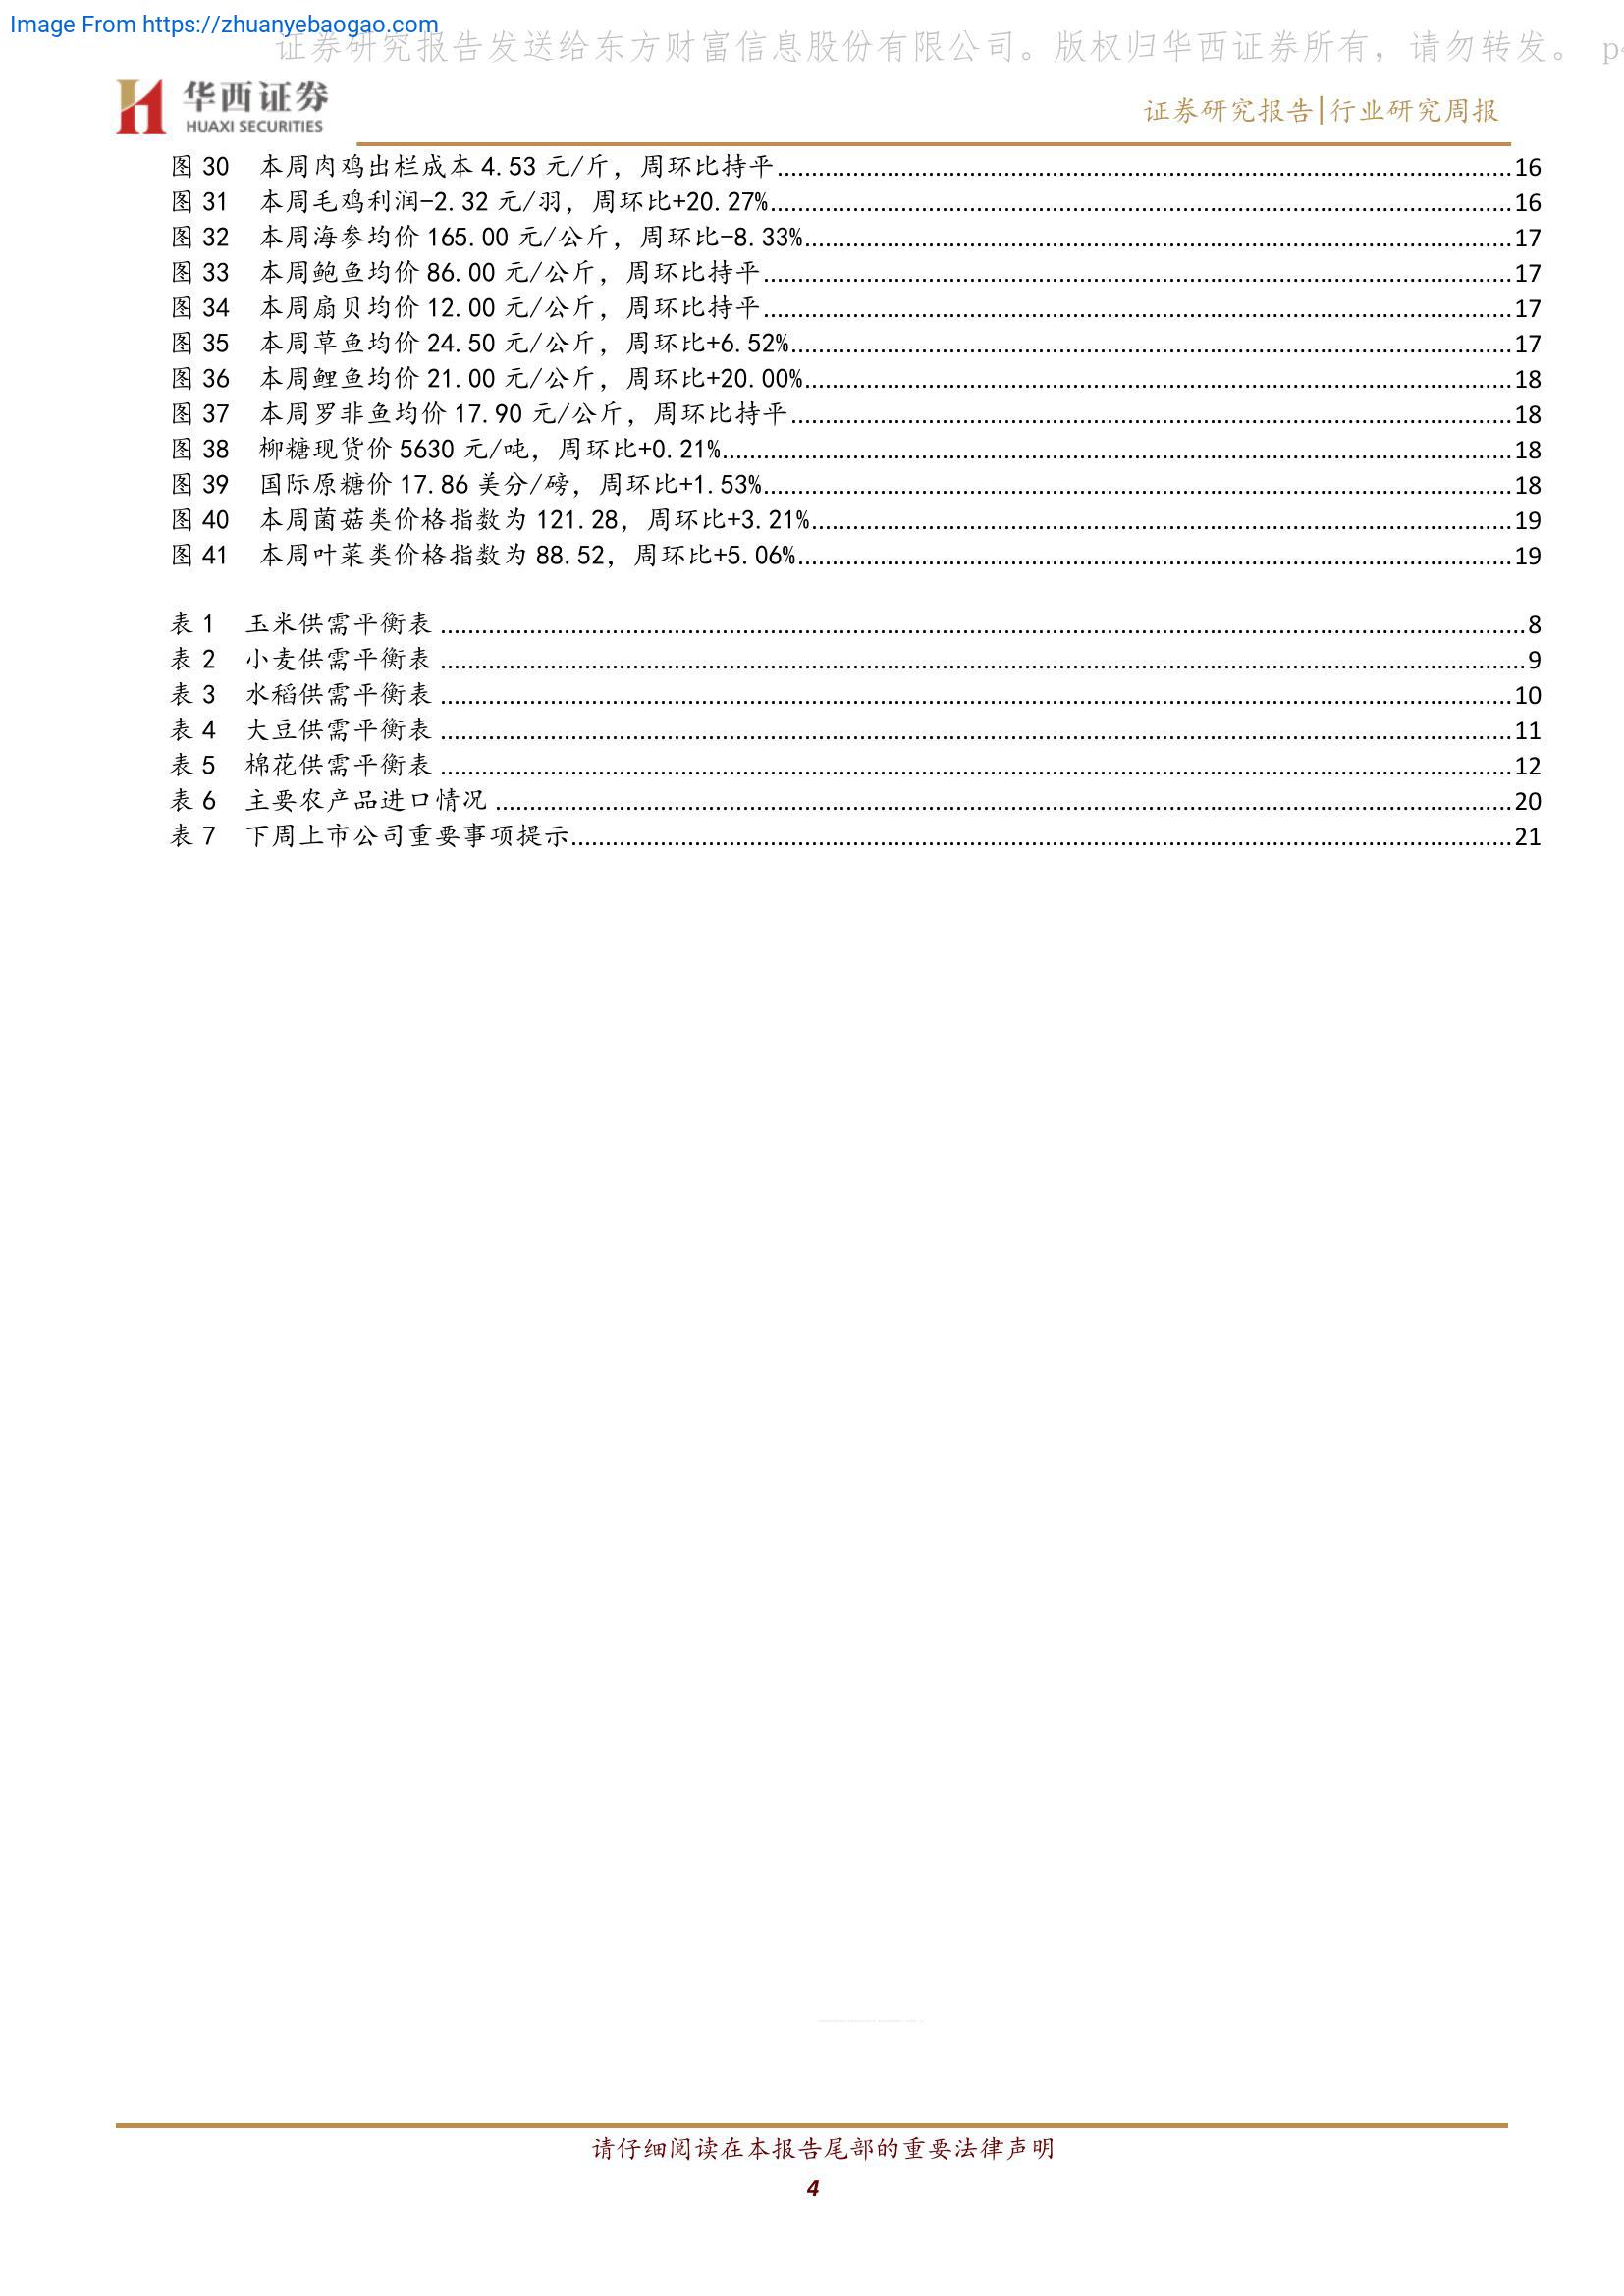 Image From https://zhuanyebaogao.com
证券研究报告发送给东方财富信息股份有限公司。版权归华西证券所有，请勿转发。 p
华西证券
HUAXI SECURITIES
证券研究报告|行业研究周报
图 30 本周肉鸡出栏成本 4.53 元/斤，周环比持平........16
图 31 本周毛鸡利润-2.32 元/羽，周环比+20.27%........16
图 32 本周海参均价 165.00 元/公斤，周环比-8.33%........17
图 33 本周鲍鱼均价 86.00 元/公斤，周环比持平........17
图 34 本周扇贝均价 12.00 元/公斤，周环比持平........17
图 35 本周草鱼均价 24.50 元/公斤，周环比+6.52%........17
图 36 本周鲤鱼均价 21.00 元/公斤，周环比+20.00%........18
图 37 本周罗非鱼均价 17.90 元/公斤，周环比持平........18
图 38 柳糖现货价 5630 元/吨，周环比+0.21%........18
图 39 国际原糖价 17.86 美分/磅，周环比+1.53%........18
图 40 本周菌菇类价格指数为 121.28，周环比+3.21%........19
图 41 本周叶菜类价格指数为 88.52，周环比+5.06%........19
表 1 玉米供需平衡表........8
表 2 小麦供需平衡表........9
表 3 水稻供需平衡表........10
表 4 大豆供需平衡表........11
表 5 棉花供需平衡表........12
表 6 主要农产品进口情况........20
表 7 下周上市公司重要事项提示........21
请仔细阅读在本报告尾部的重要法律声明
4